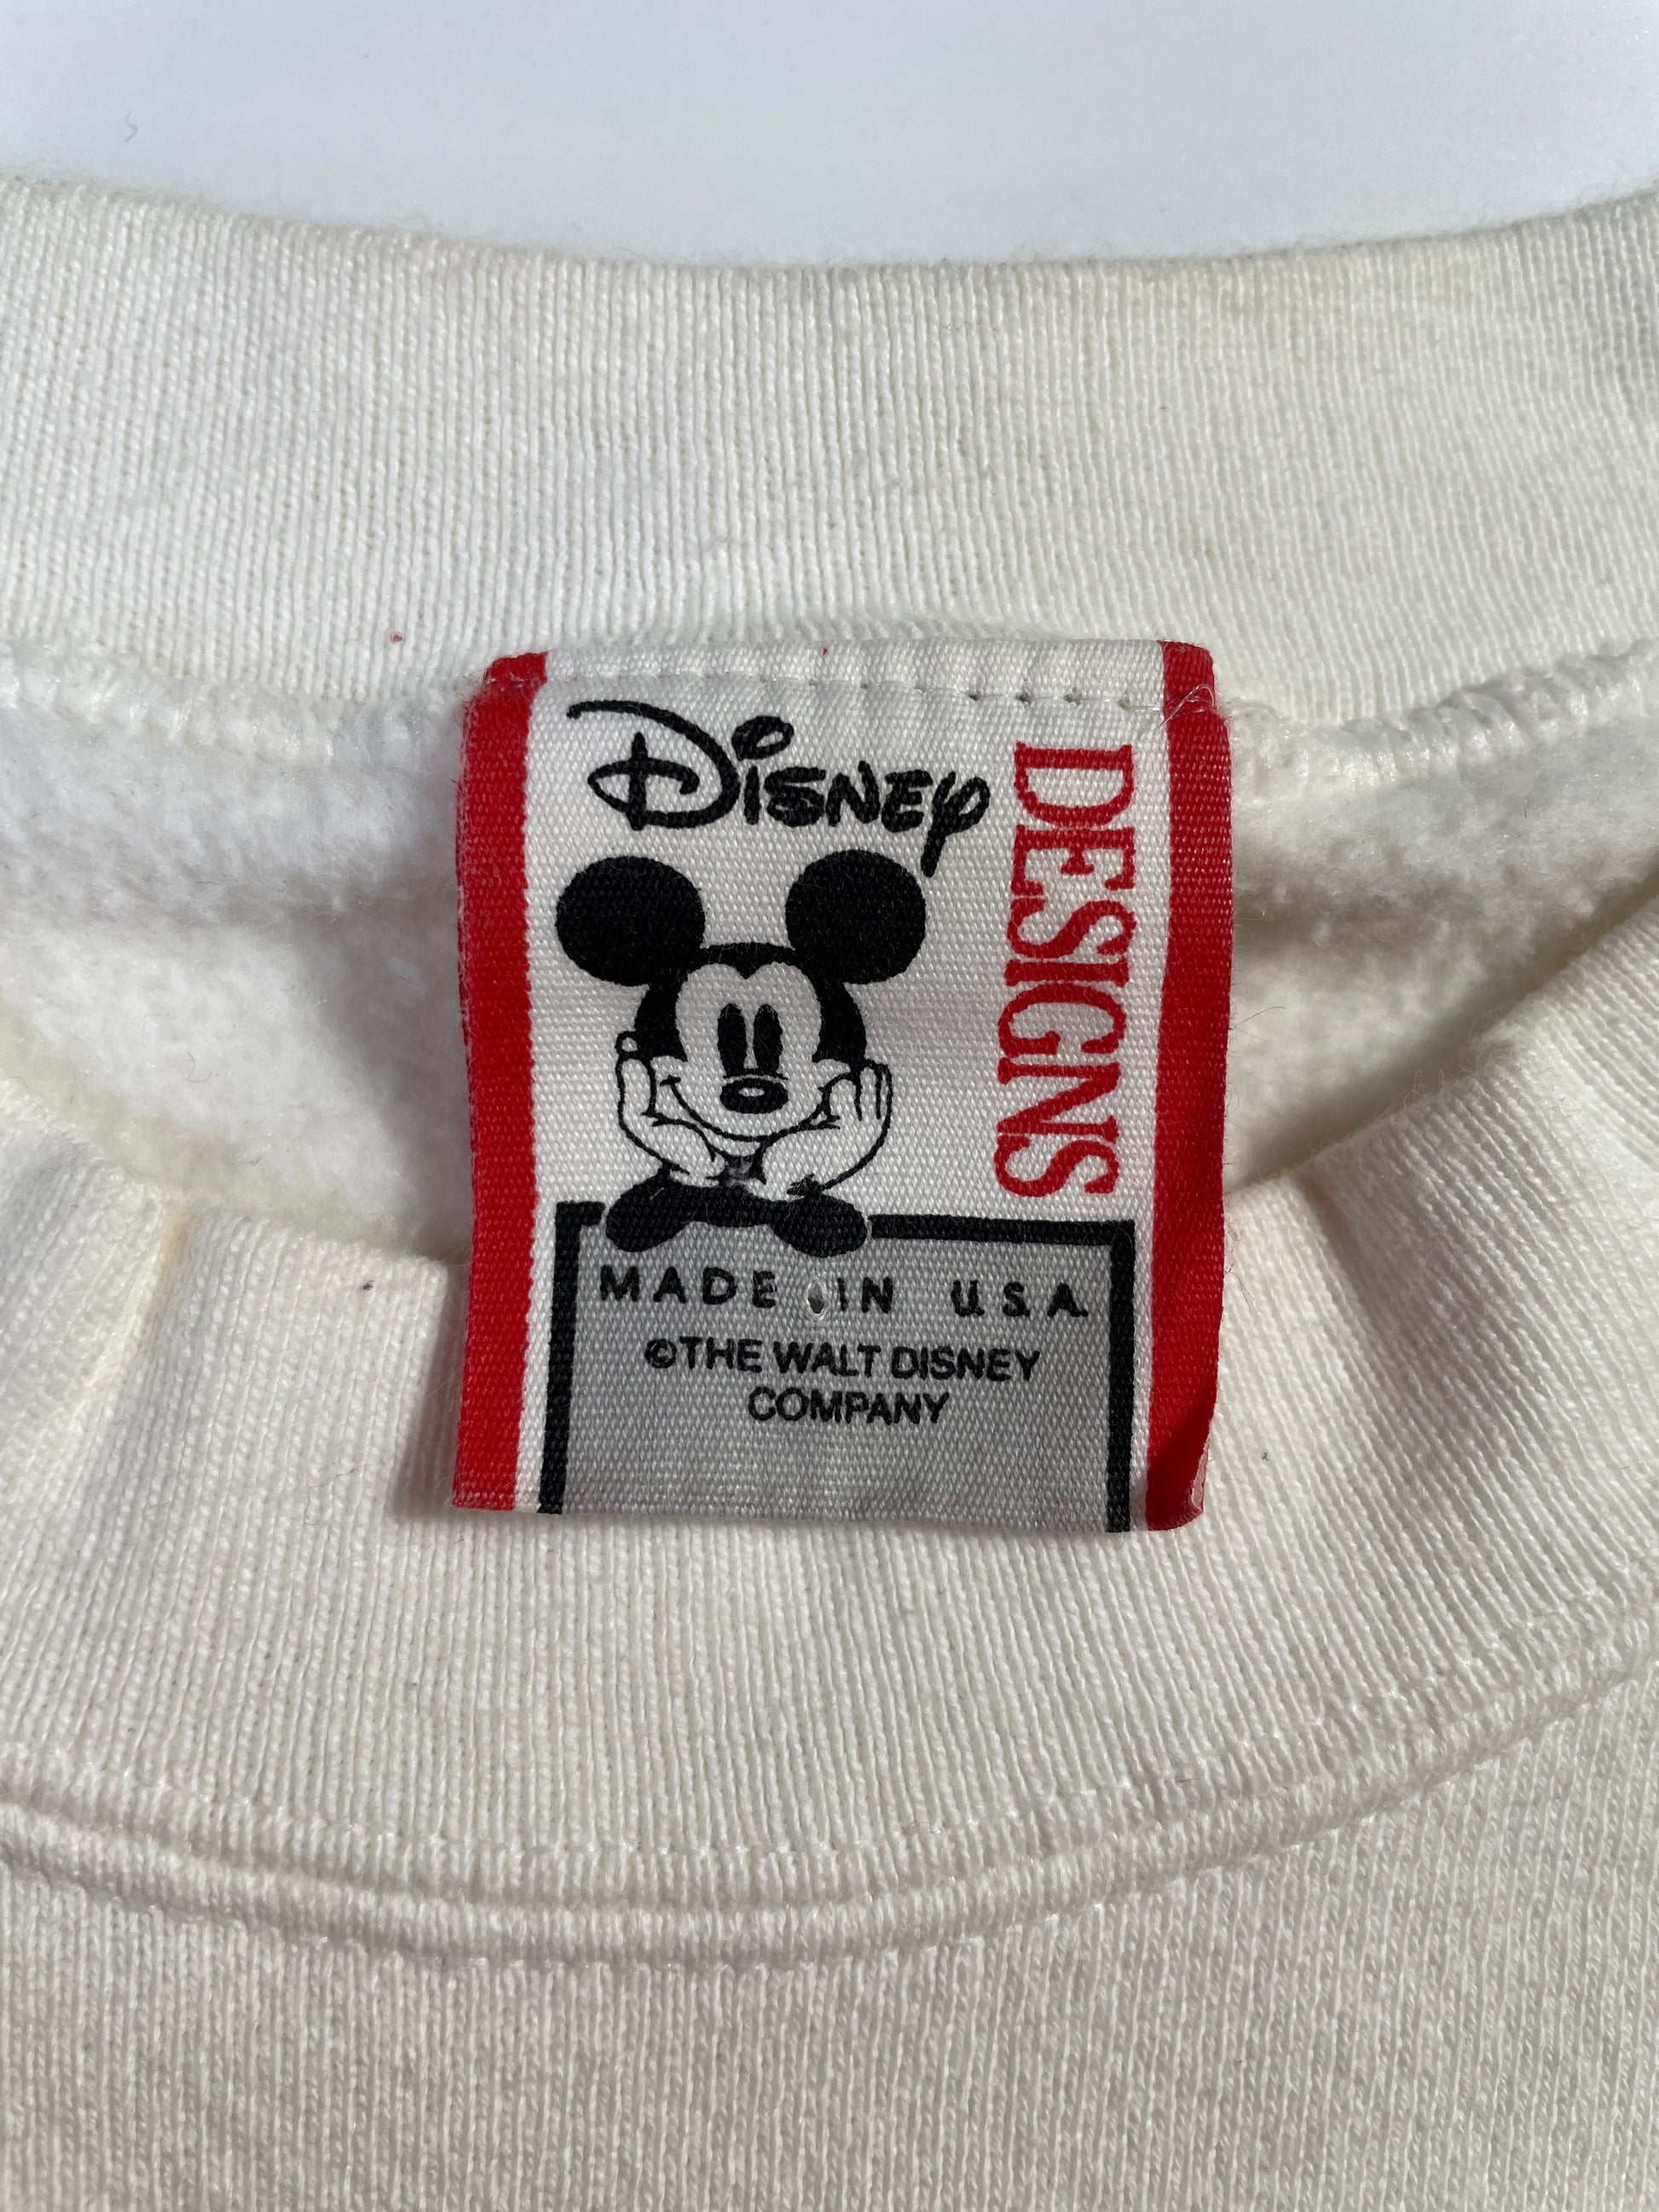 Disney
DESIGNS
MADE IN U.S.A.
©THE WALT DISNEY
COMPANY